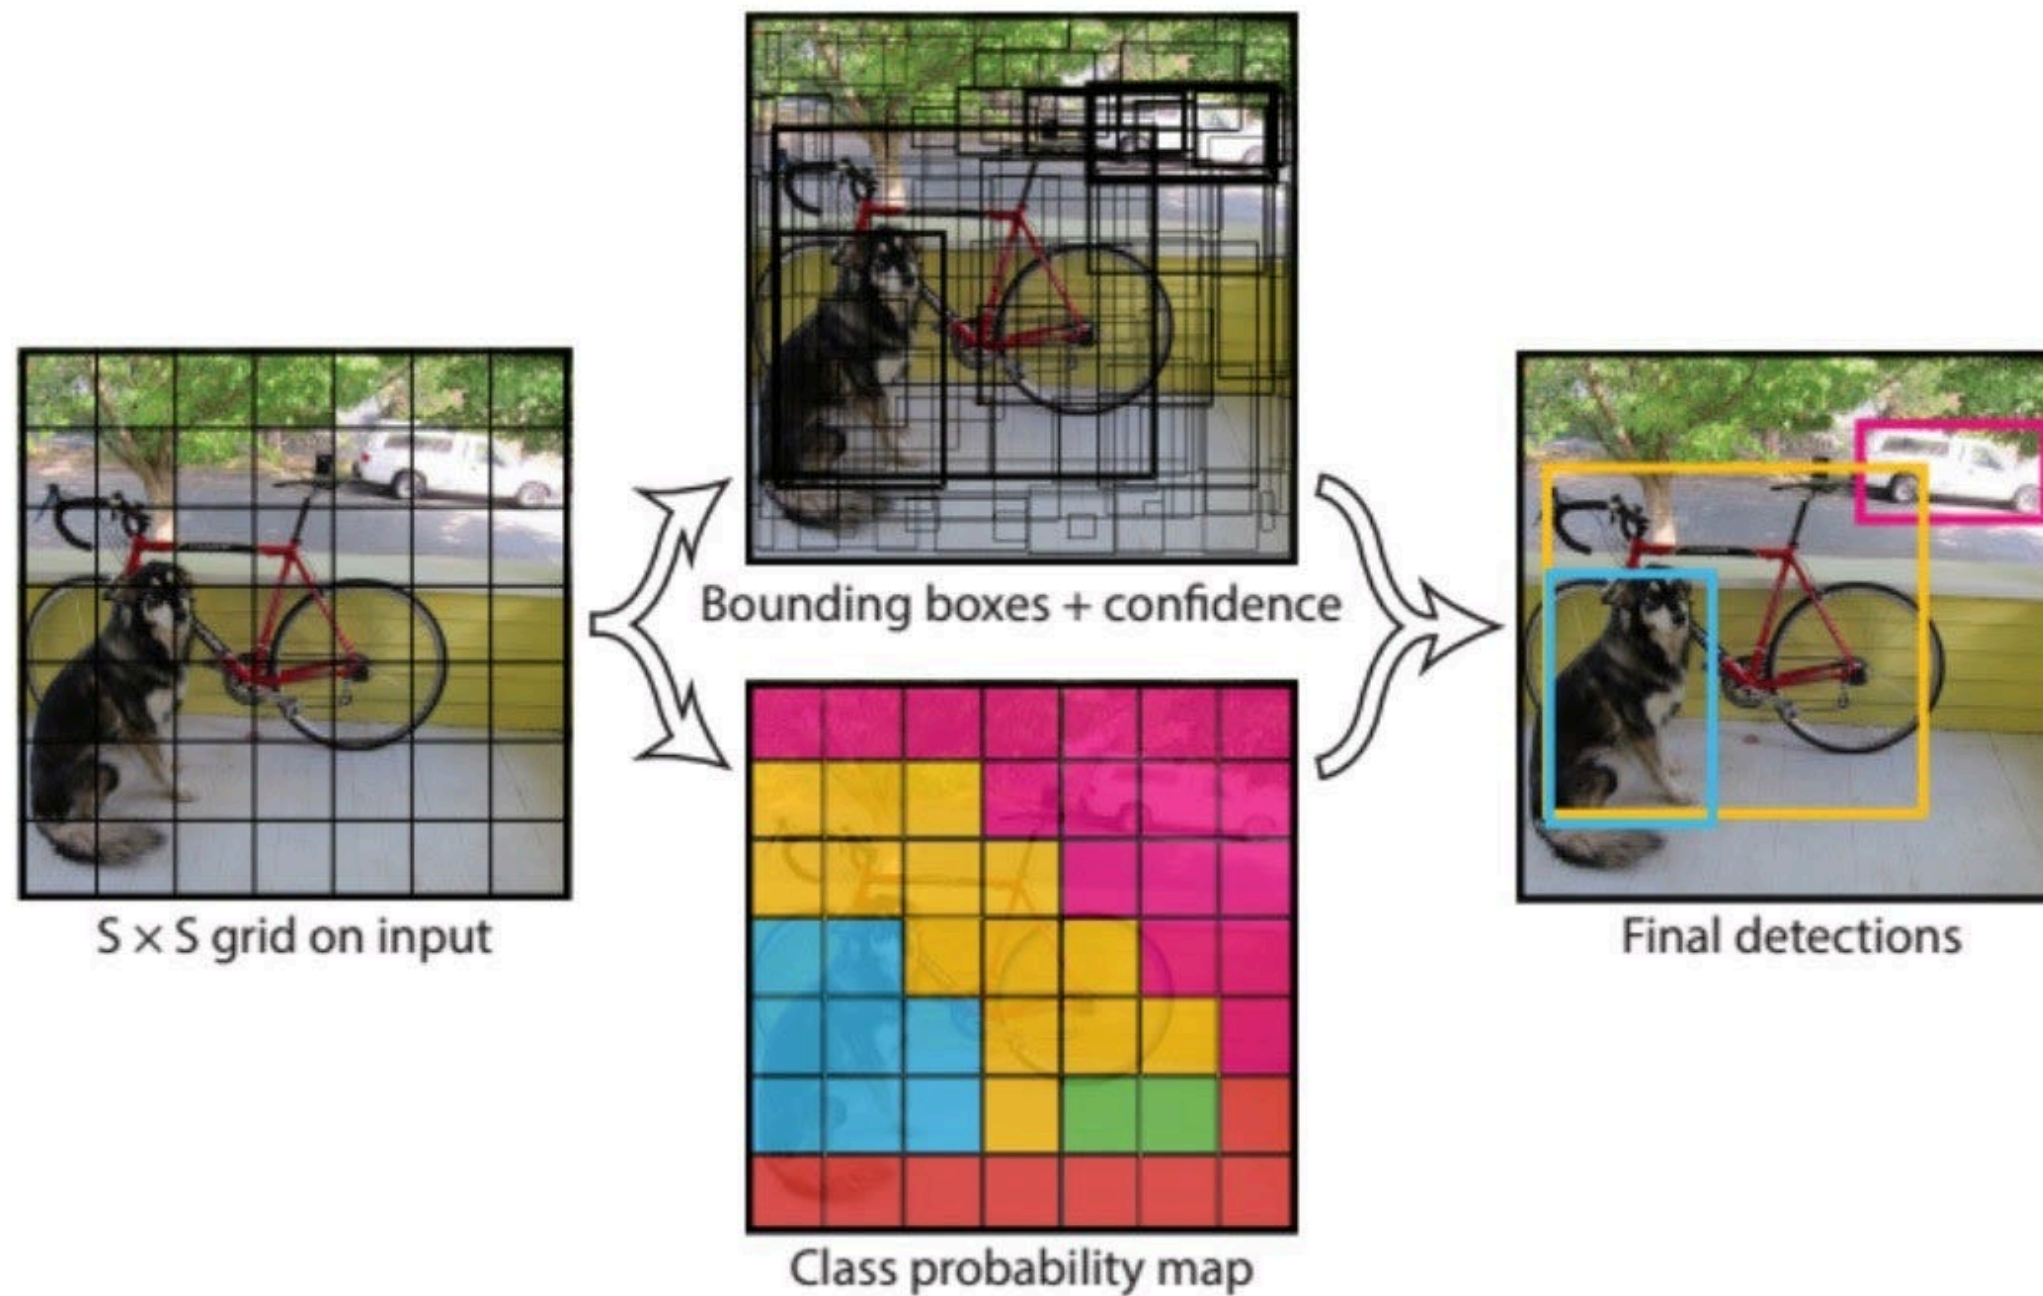 Bounding boxes + confidence
S × S grid on input
Final detections
Class probability map